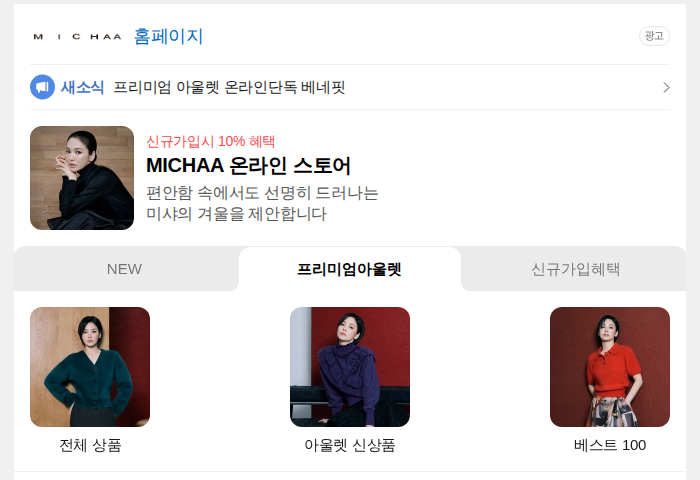 MICHAA 홈페이지
광고
새소식 프리미엄 아울렛 온라인단독 베네핏
신규가입시 10% 혜택
MICHAA 온라인 스토어
편안함 속에서도 선명히 드러나는
미샤의 겨울을 제안합니다
NEW 프리미엄아울렛 신규가입혜택
전체 상품 아울렛 신상품 베스트 100